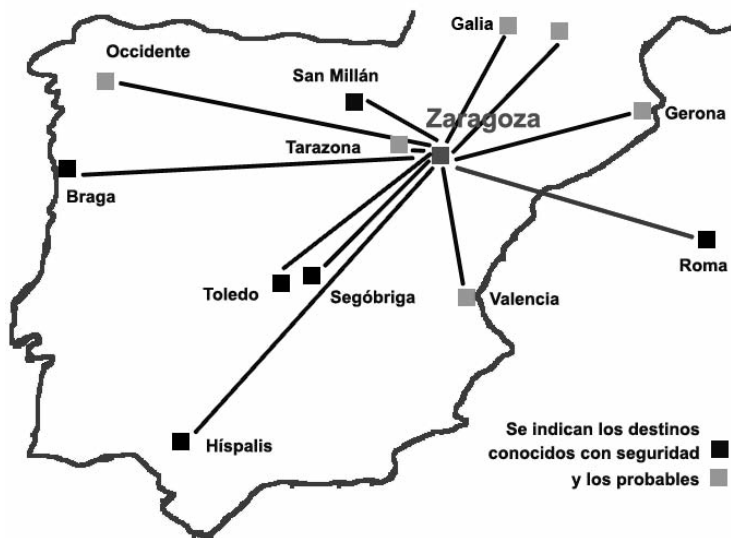 Galia
Occidente
San Millán
Zaragoza
Gerona
Tarazona
Braga
Roma
Toledo
Segóbriga
Valencia
Híspalis
Se indican los destinos
conocidos con seguridad
y los probables